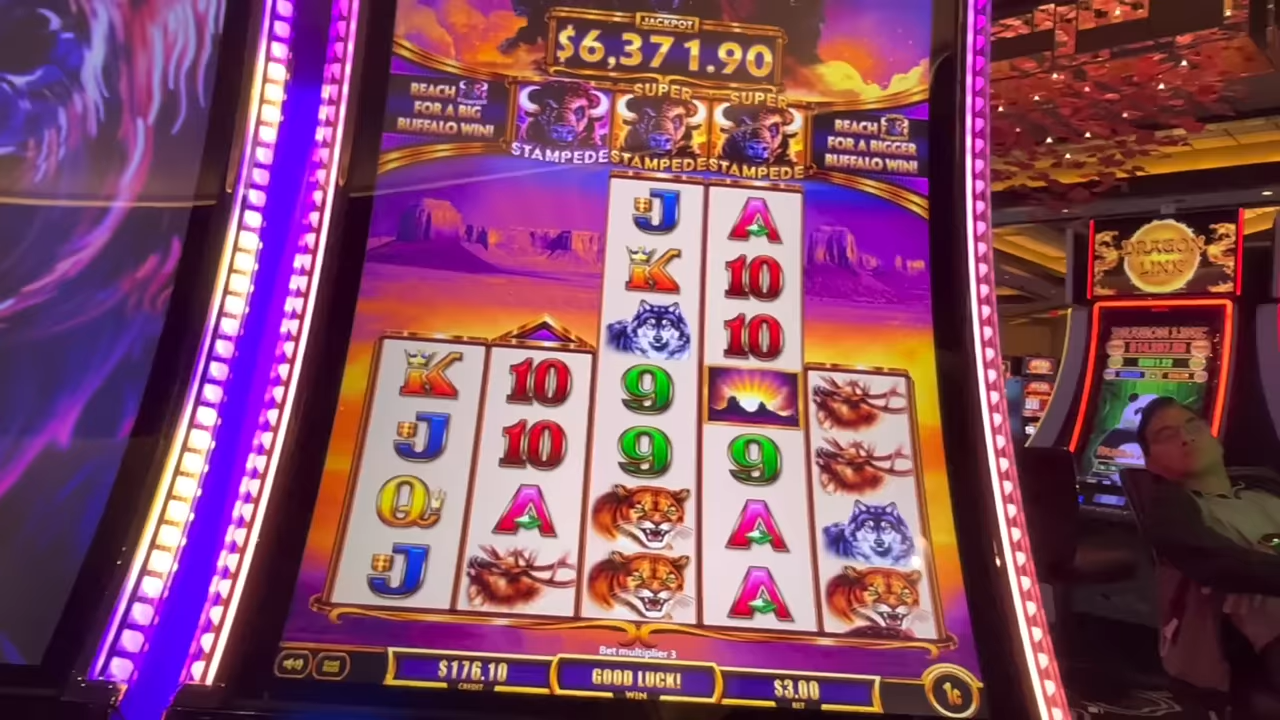 JACKPOT
$6,371.90
REACH
FOR A BIG
BUFFALO WIN!
STAMPEDE
SUPER
STAMPEDE
SUPER
STAMPEDE
REACH
FOR A BIGGER
BUFFALO WIN!
J
K
9
9
A
10
10
9
A
A
K
J
Q
J
10
10
A
Bet multiplier 3
$176.10
CREDIT
GOOD LUCK!
WIN
$3.00
BET
1¢
DRAGON
LINK
DRAGON LINK